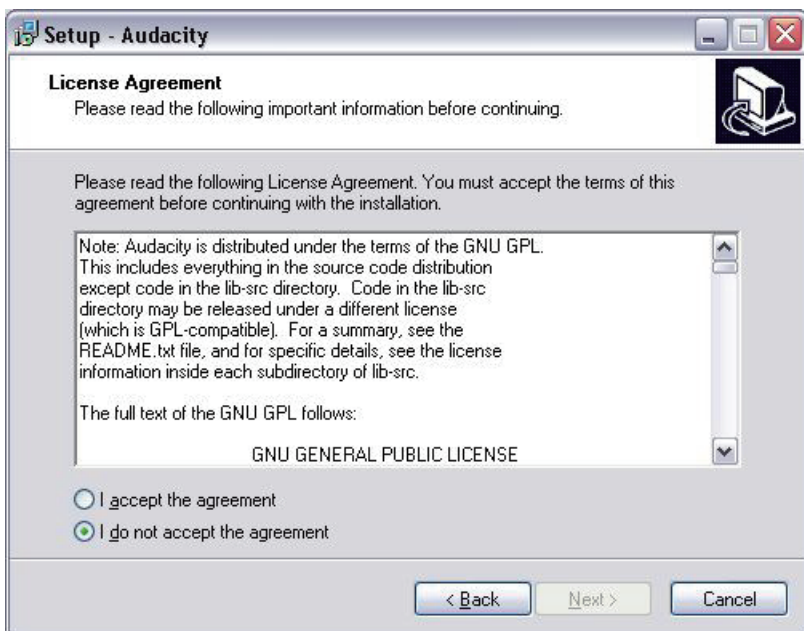 Setup - Audacity
License Agreement
Please read the following important information before continuing.
Please read the following License Agreement. You must accept the terms of this
agreement before continuing with the installation.
Note: Audacity is distributed under the terms of the GNU GPL.
This includes everything in the source code distribution
except code in the lib-src directory.  Code in the lib-src
directory may be released under a different license
(which is GPL-compatible).  For a summary, see the
README.txt file, and for specific details, see the license
information inside each subdirectory of lib-src.
The full text of the GNU GPL follows:
GNU GENERAL PUBLIC LICENSE
I accept the agreement
I do not accept the agreement
< Back Next > Cancel